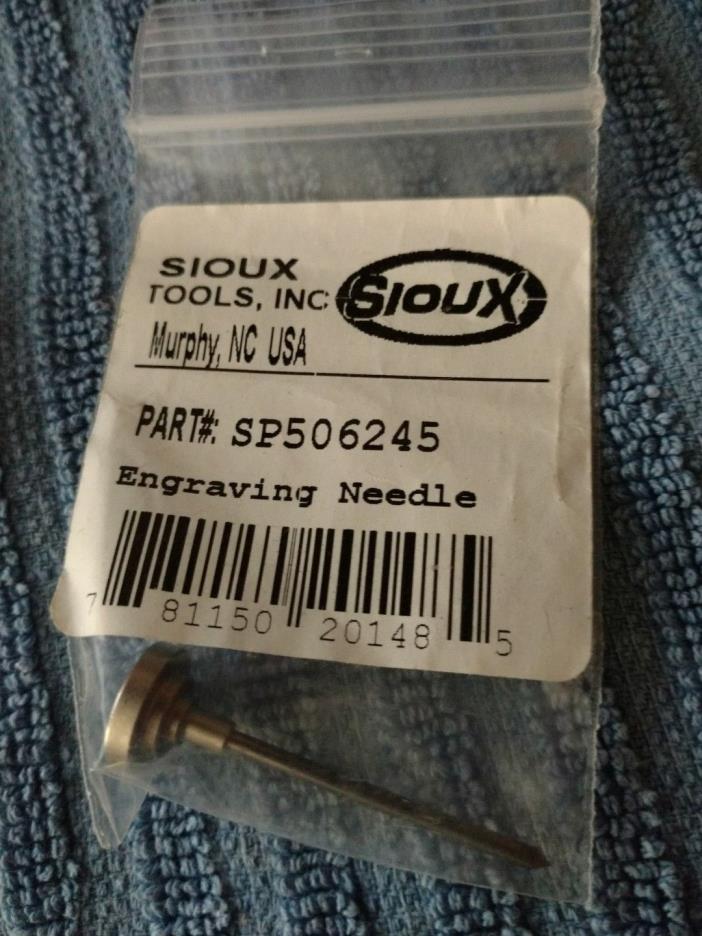 SIOUX
TOOLS, INC
SIOUX
Murphy, NC USA
PART#: SP506245
Engraving Needle
7 81150 20148 5